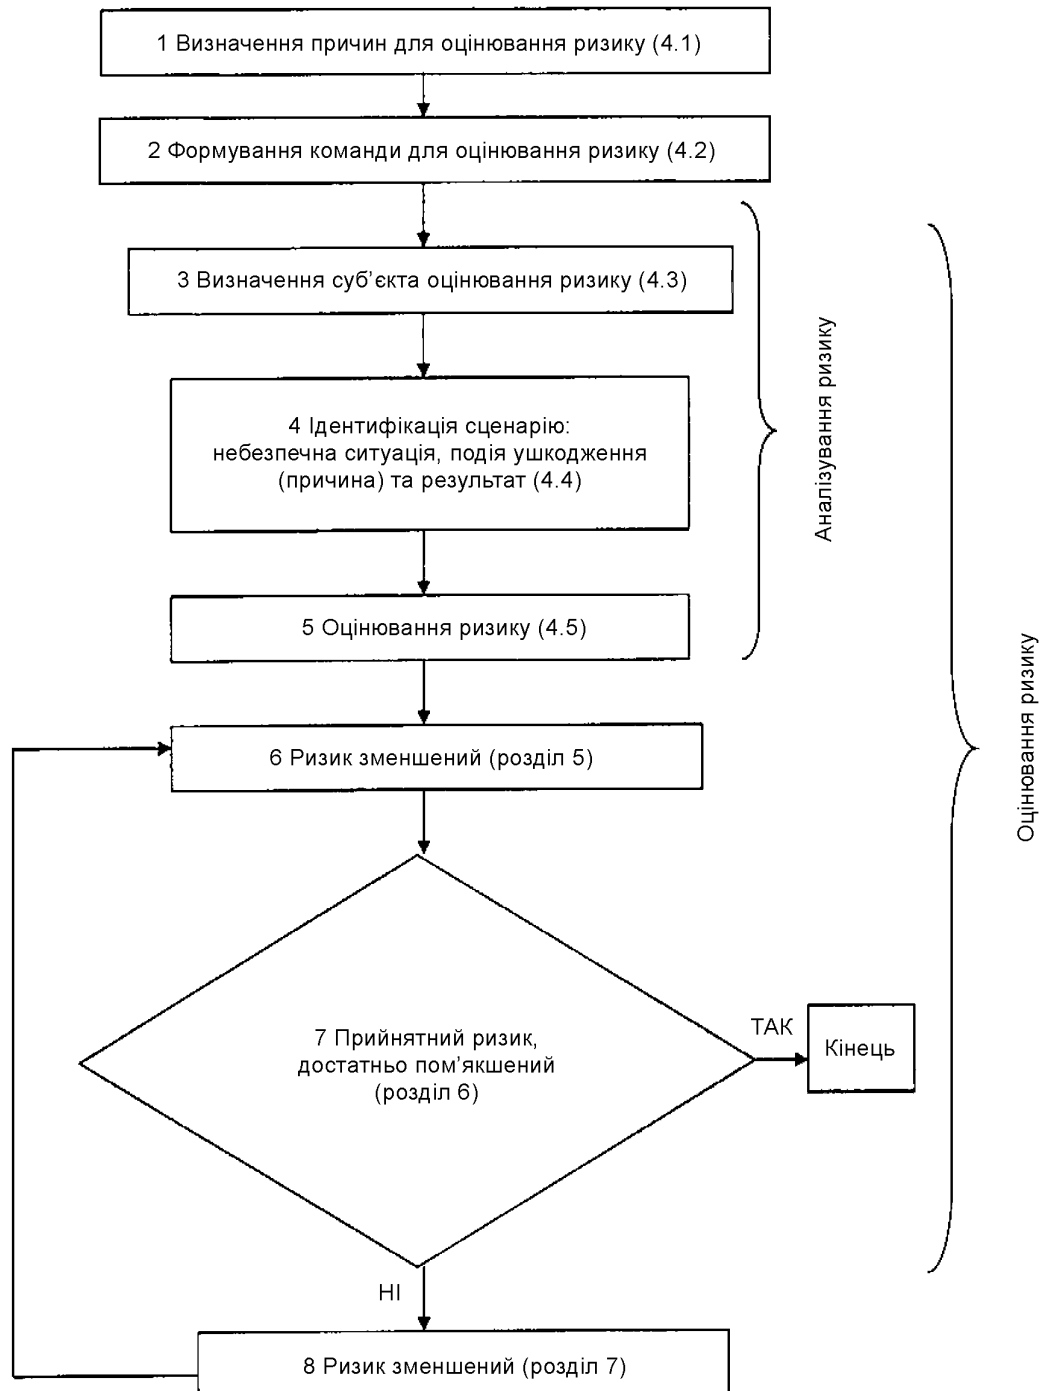 1 Визначення причин для оцінювання ризику (4.1)
2 Формування команди для оцінювання ризику (4.2)
3 Визначення суб’єкта оцінювання ризику (4.3)
4 Ідентифікація сценарію:
небезпечна ситуація, подія ушкодження
(причина) та результат (4.4)
5 Оцінювання ризику (4.5)
Аналізування ризику
6 Ризик зменшений (розділ 5)
Оцінювання ризику
7 Прийнятний ризик,
достатньо пом’якшений
(розділ 6)
ТАК
Кінець
НІ
8 Ризик зменшений (розділ 7)